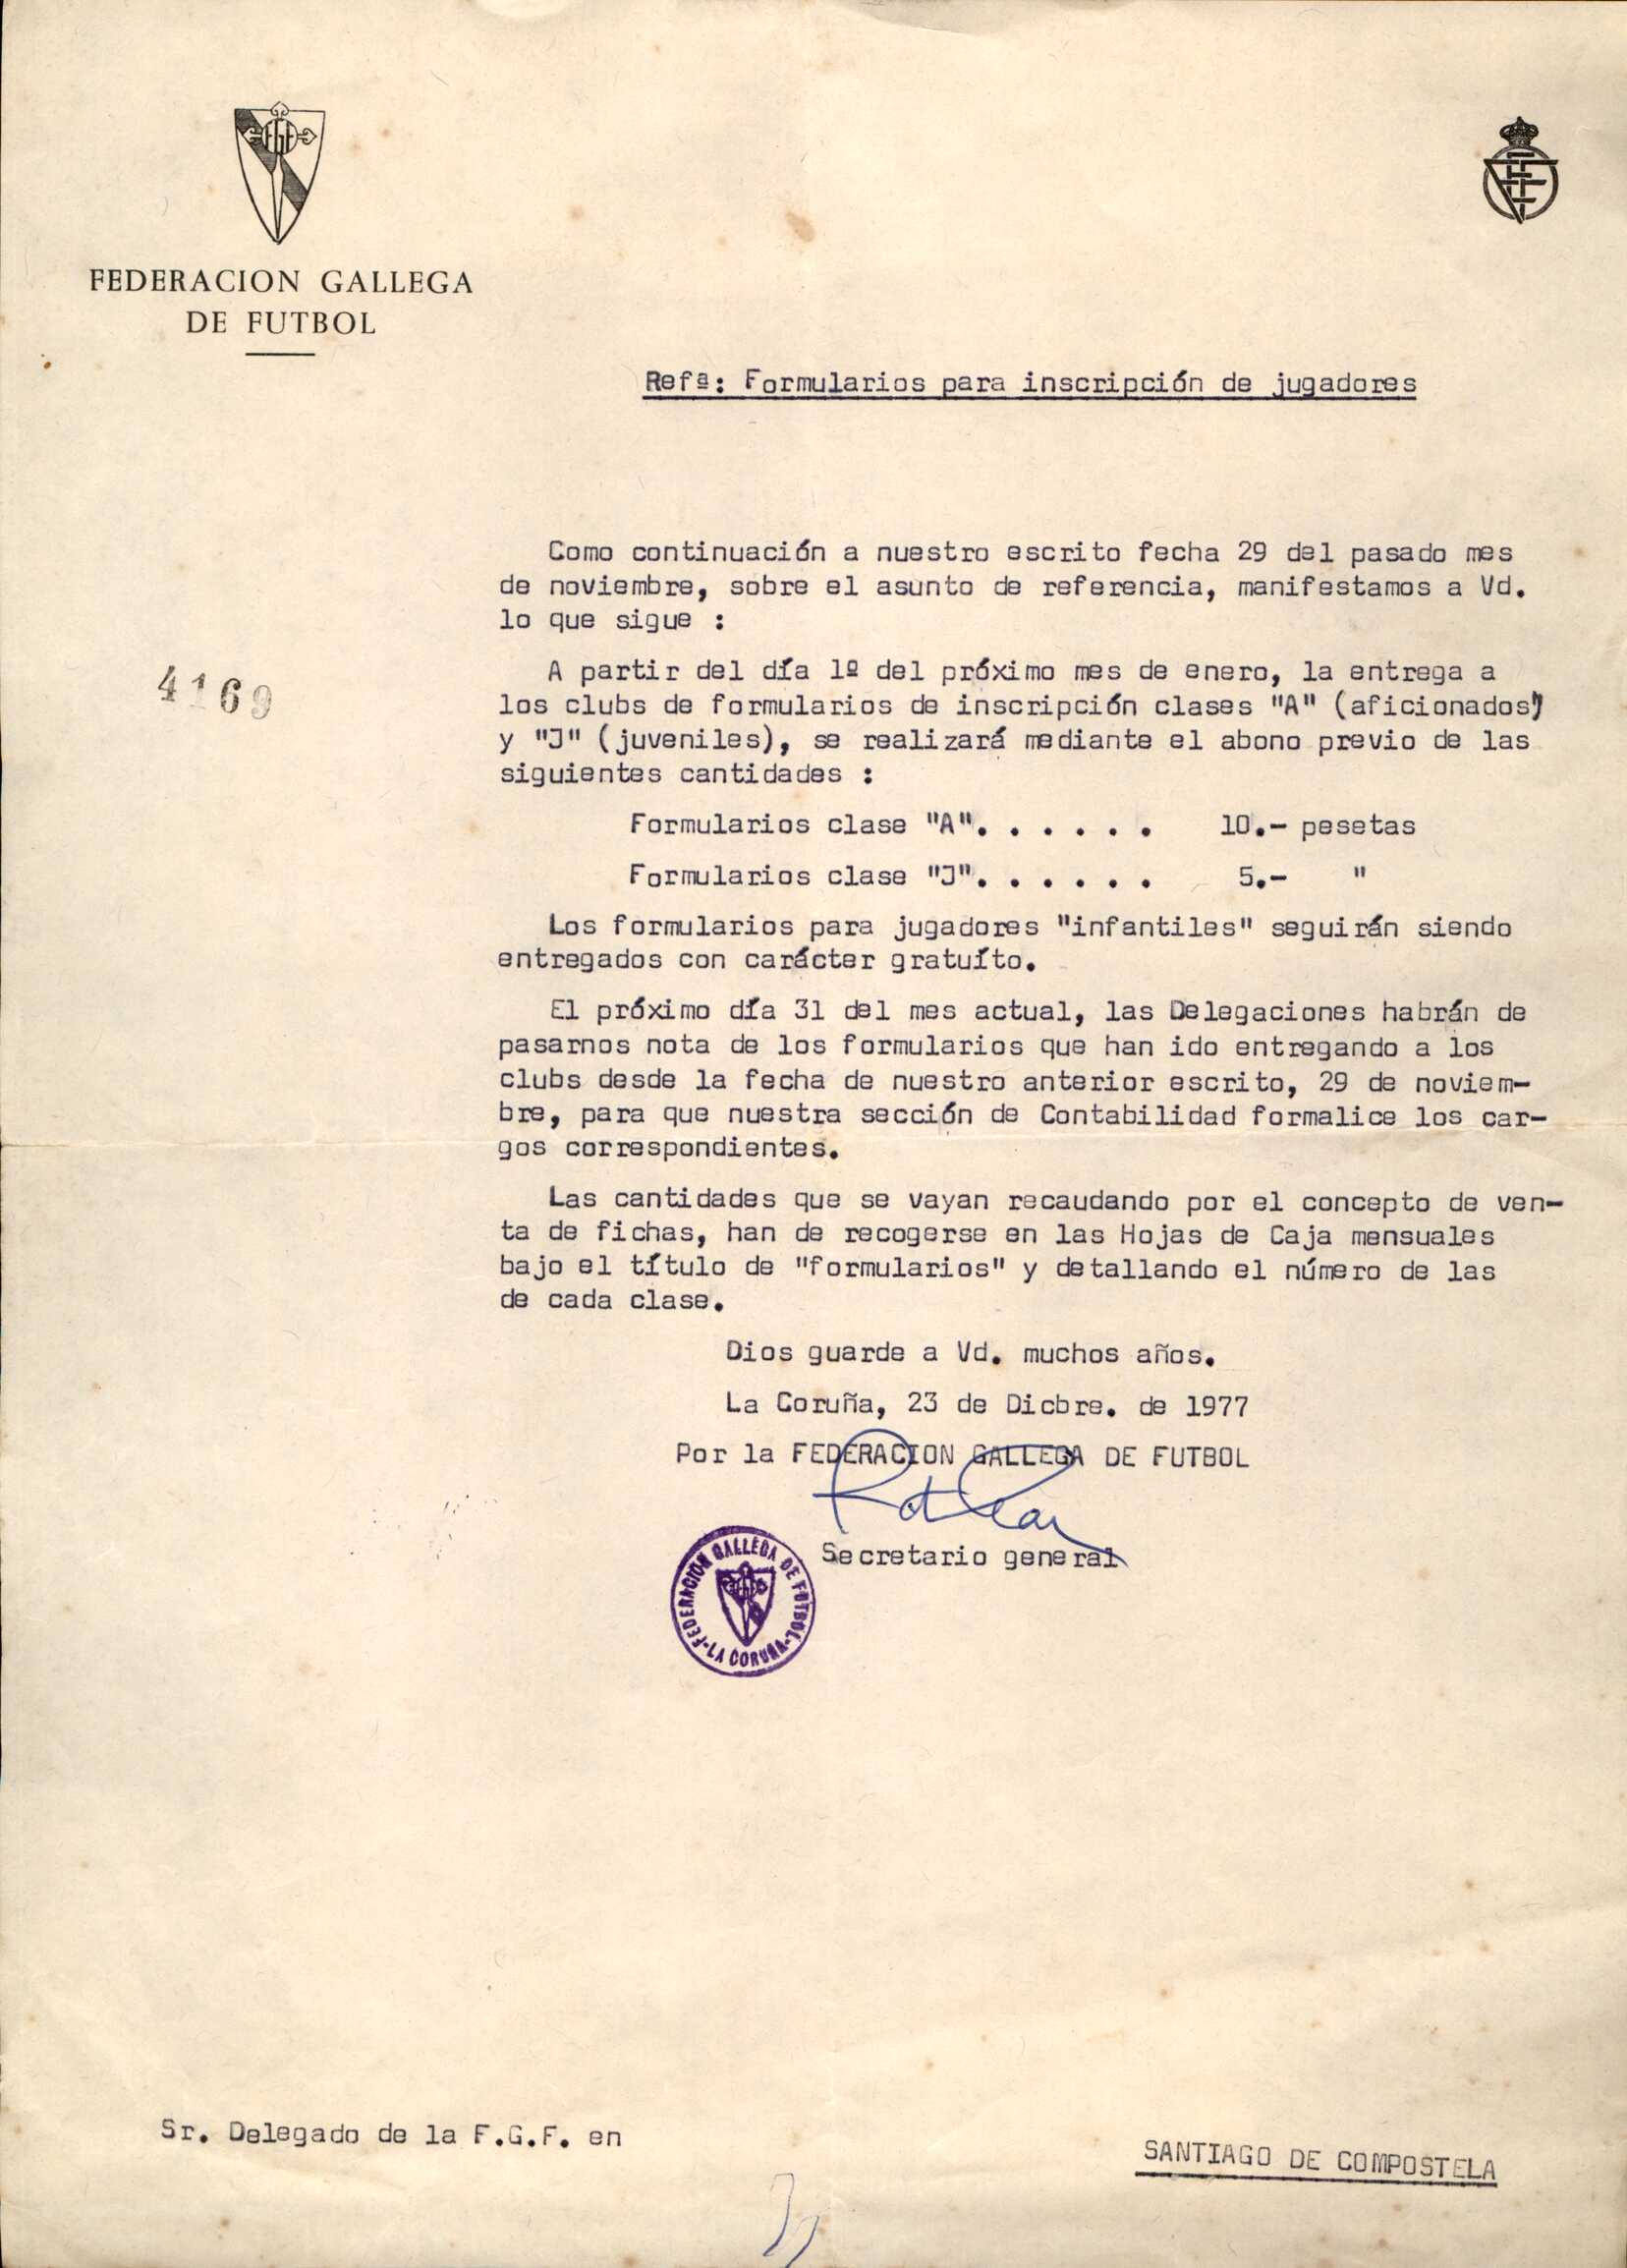 FEDERACION GALLEGA
DE FUTBOL
Refª: Formularios para inscripción de jugadores
Como continuación a nuestro escrito fecha 29 del pasado mes
de noviembre, sobre el asunto de referencia, manifestamos a Vd.
lo que sigue :
4169
A partir del día 1º del próximo mes de enero, la entrega a
los clubs de formularios de inscripción clases "A" (aficionados)
y "J" (juveniles), se realizará mediante el abono previo de las
siguientes cantidades :
Formularios clase "A". . . . . . 10.- pesetas
Formularios clase "J". . . . . . 5.- "
Los formularios para jugadores "infantiles" seguirán siendo
entregados con carácter gratuíto.
El próximo día 31 del mes actual, las Delegaciones habrán de
pasarnos nota de los formularios que han ido entregando a los
clubs desde la fecha de nuestro anterior escrito, 29 de noviem-
bre, para que nuestra sección de Contabilidad formalice los car-
gos correspondientes.
Las cantidades que se vayan recaudando por el concepto de ven-
ta de fichas, han de recogerse en las Hojas de Caja mensuales
bajo el título de "formularios" y detallando el número de las
de cada clase.
Dios guarde a Vd. muchos años.
La Coruña, 23 de Dicbre. de 1977
Por la FEDERACION GALLEGA DE FUTBOL
Secretario general
FEDERACION GALLEGA DE FUTBOL-LA CORUÑA-
Sr. Delegado de la F.G.F. en
SANTIAGO DE COMPOSTELA